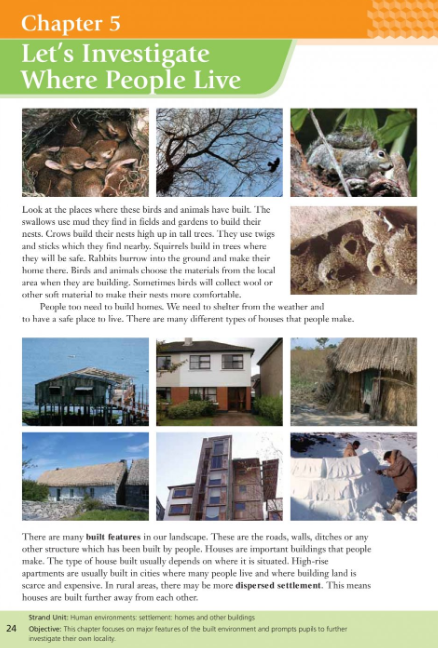 Chapter 5
Let's Investigate
Where People Live
Look at the places where these birds and animals have built. The
swallows use mud they find in fields and gardens to build their
nests. Crows build their nests high up in tall trees. They use twigs
and sticks which they find nearby. Squirrels build in trees where
they will be safe. Rabbits burrow into the ground and make their
home there. Birds and animals choose the materials from the local
area when they are building. Sometimes birds will collect wool or
other soft material to make their nests more comfortable.
People too need to build homes. We need to shelter from the weather and
to have a safe place to live. There are many different types of houses that people make.
There are many built features in our landscape. These are the roads, walls, ditches or any
other structure which has been built by people. Houses are important buildings that people
make. The type of house built usually depends on where it is situated. High-rise
apartments are usually built in cities where many people live and where building land is
scarce and expensive. In rural areas, there may be more dispersed settlement. This means
houses are built further away from each other.
Strand Unit: Human environments: settlement: homes and other buildings
24 Objective: This chapter focuses on major features of the built environment and prompts pupils to further
investigate their own locality.